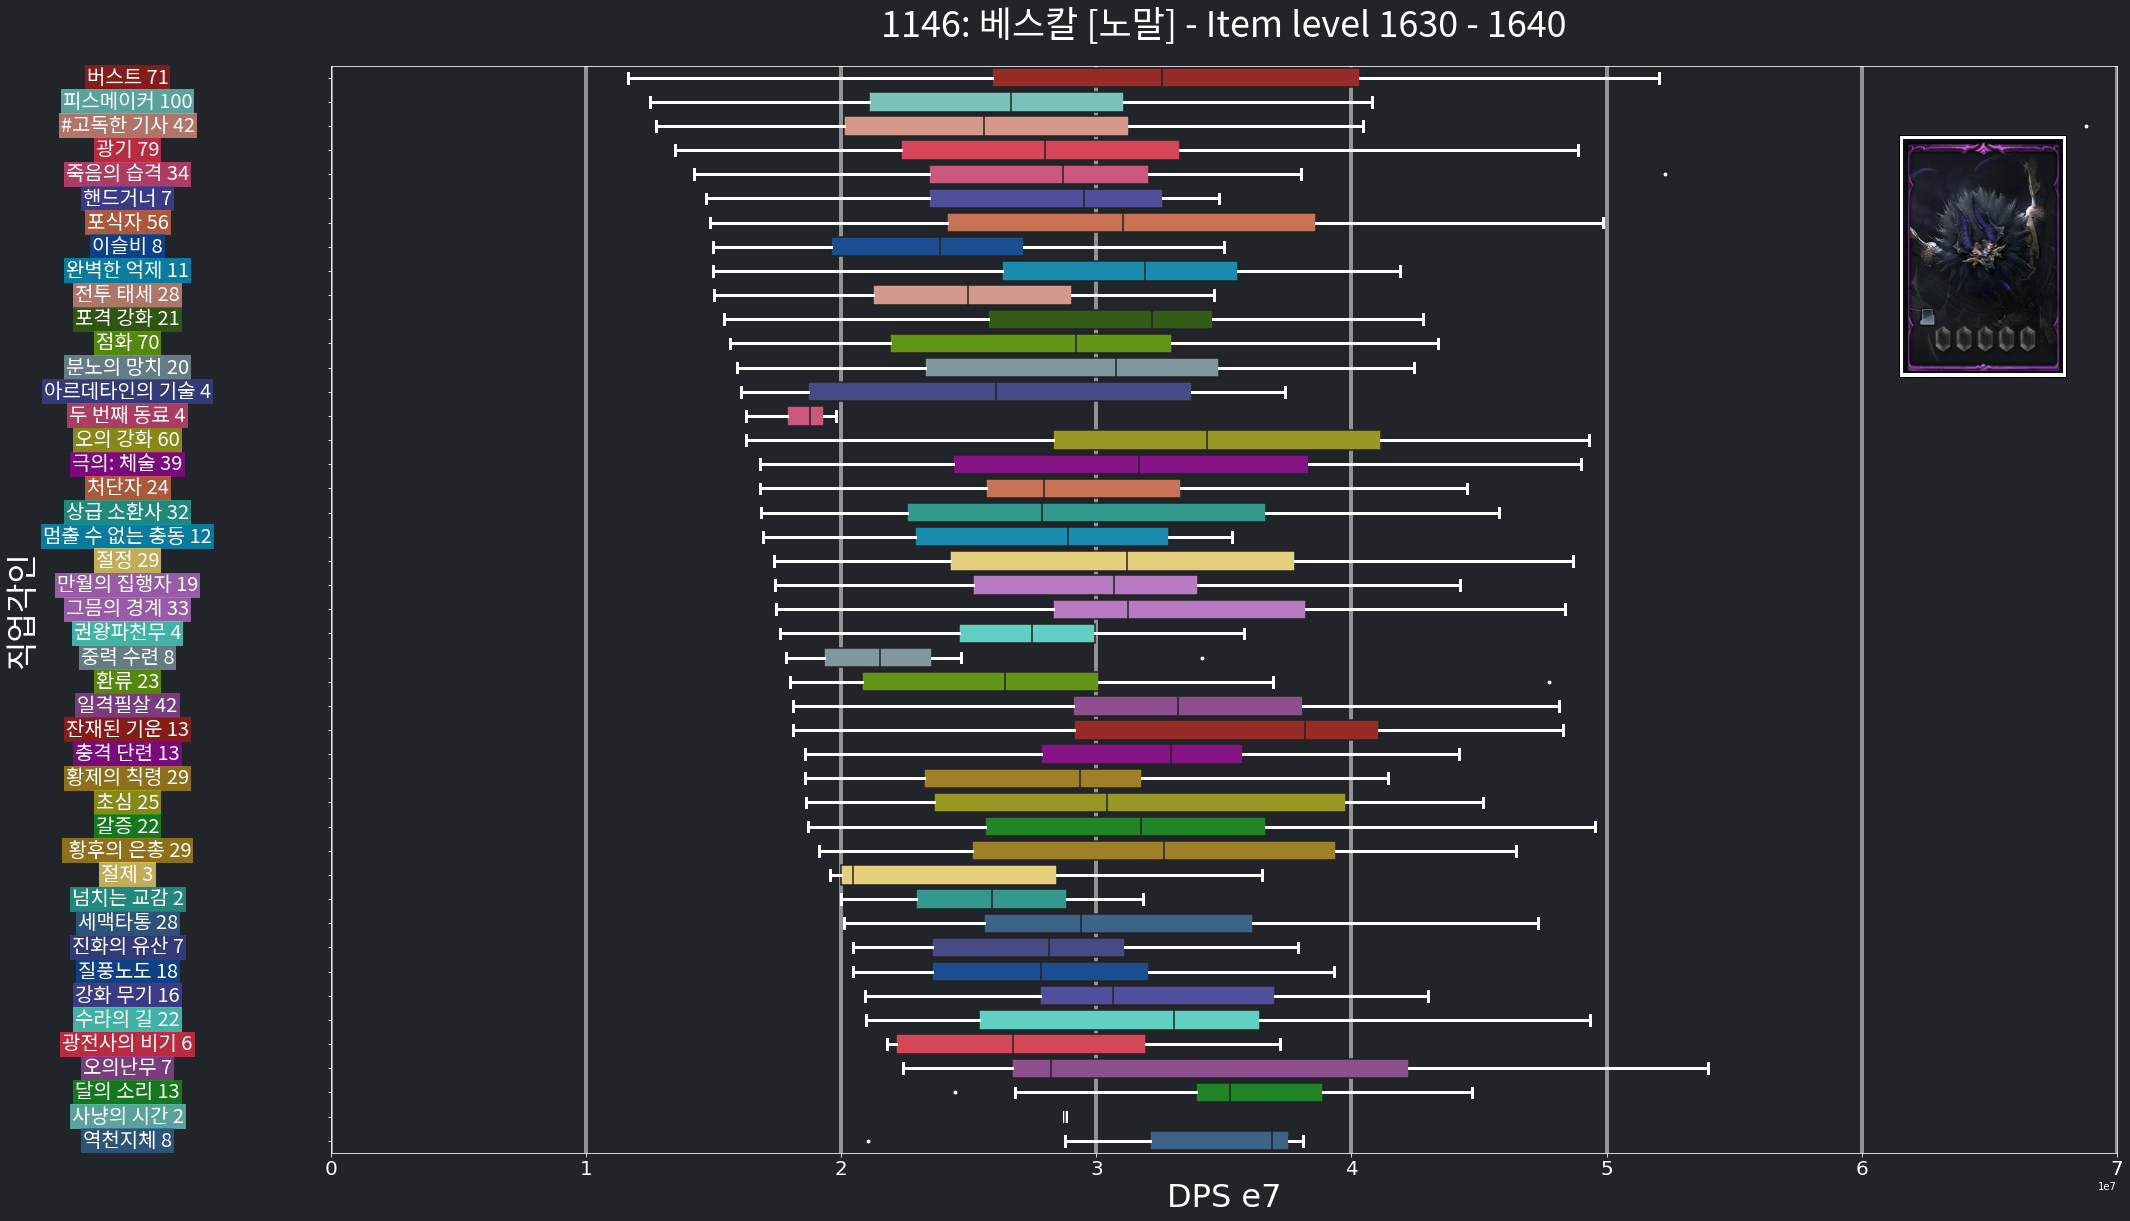 1146: 베스칼 [노말] - Item level 1630 - 1640
직업각인
버스트 71
피스메이커 100
#고독한 기사 42
광기 79
죽음의 습격 34
핸드거너 7
포식자 56
이슬비 8
완벽한 억제 11
전투 태세 28
포격 강화 21
점화 70
분노의 망치 20
아르데타인의 기술 4
두 번째 동료 4
오의 강화 60
극의: 체술 39
처단자 24
상급 소환사 32
멈출 수 없는 충동 12
절정 29
만월의 집행자 19
그믐의 경계 33
권왕파천무 4
중력 수련 8
환류 23
일격필살 42
잔재된 기운 13
충격 단련 13
황제의 칙령 29
초심 25
갈증 22
황후의 은총 29
절제 3
넘치는 교감 2
세맥타통 28
진화의 유산 7
질풍노도 18
강화 무기 16
수라의 길 22
광전사의 비기 6
오의난무 7
달의 소리 13
사냥의 시간 2
역천지체 8
0 1 2 3 4 5 6 7
1e7
DPS e7